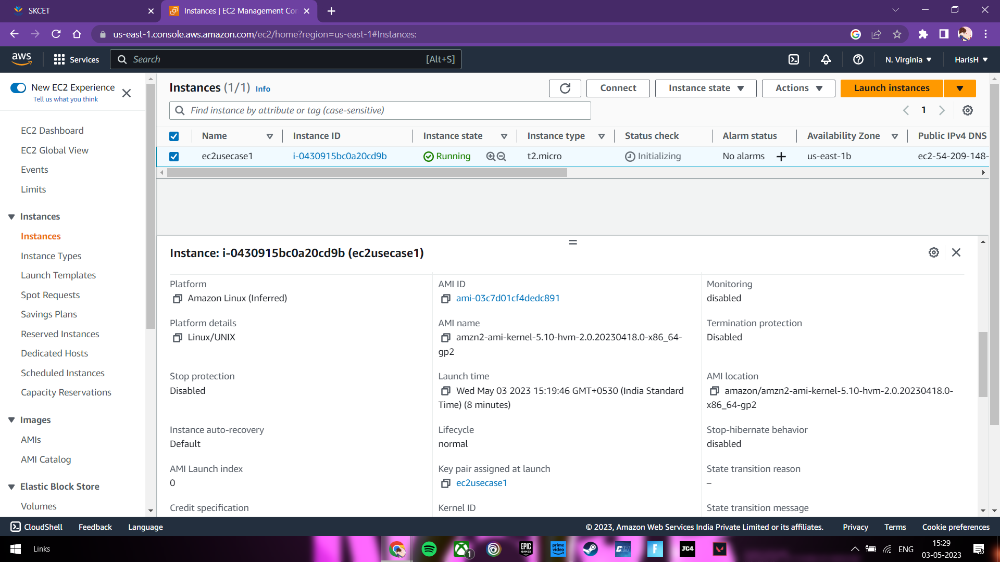 SKCET
Instances | EC2 Management Con
us-east-1.console.aws.amazon.com/ec2/home?region=us-east-1#Instances:
aws
Services
Search
[Alt+S]
N. Virginia
HarisH
New EC2 Experience
Tell us what you think
EC2 Dashboard
EC2 Global View
Events
Limits
Instances
Instances
Instance Types
Launch Templates
Spot Requests
Savings Plans
Reserved Instances
Dedicated Hosts
Scheduled Instances
Capacity Reservations
Images
AMIs
AMI Catalog
Elastic Block Store
Volumes
Instances (1/1) Info
Connect
Instance state
Actions
Launch instances
Find instance by attribute or tag (case-sensitive)
1
Name Instance ID Instance state Instance type Status check Alarm status Availability Zone Public IPv4 DNS
ec2usecase1 i-0430915bc0a20cd9b Running t2.micro Initializing No alarms + us-east-1b ec2-54-209-148-
Instance: i-0430915bc0a20cd9b (ec2usecase1)
Platform
Amazon Linux (Inferred)
AMI ID
ami-03c7d01cf4dedc891
Monitoring
disabled
Platform details
Linux/UNIX
AMI name
amzn2-ami-kernel-5.10-hvm-2.0.20230418.0-x86_64-
gp2
Termination protection
Disabled
Stop protection
Disabled
Launch time
Wed May 03 2023 15:19:46 GMT+0530 (India Standard
Time) (8 minutes)
AMI location
amazon/amzn2-ami-kernel-5.10-hvm-2.0.20230418.0-
x86_64-gp2
Instance auto-recovery
Default
Lifecycle
normal
Stop-hibernate behavior
disabled
AMI Launch index
0
Key pair assigned at launch
ec2usecase1
State transition reason
–
Credit specification
Kernel ID
State transition message
CloudShell
Feedback
Language
© 2023, Amazon Web Services India Private Limited or its affiliates.
Privacy
Terms
Cookie preferences
Links
1
EPIC
GAMES
prime
video
C19
F
JC4
ENG
15:29
03-05-2023